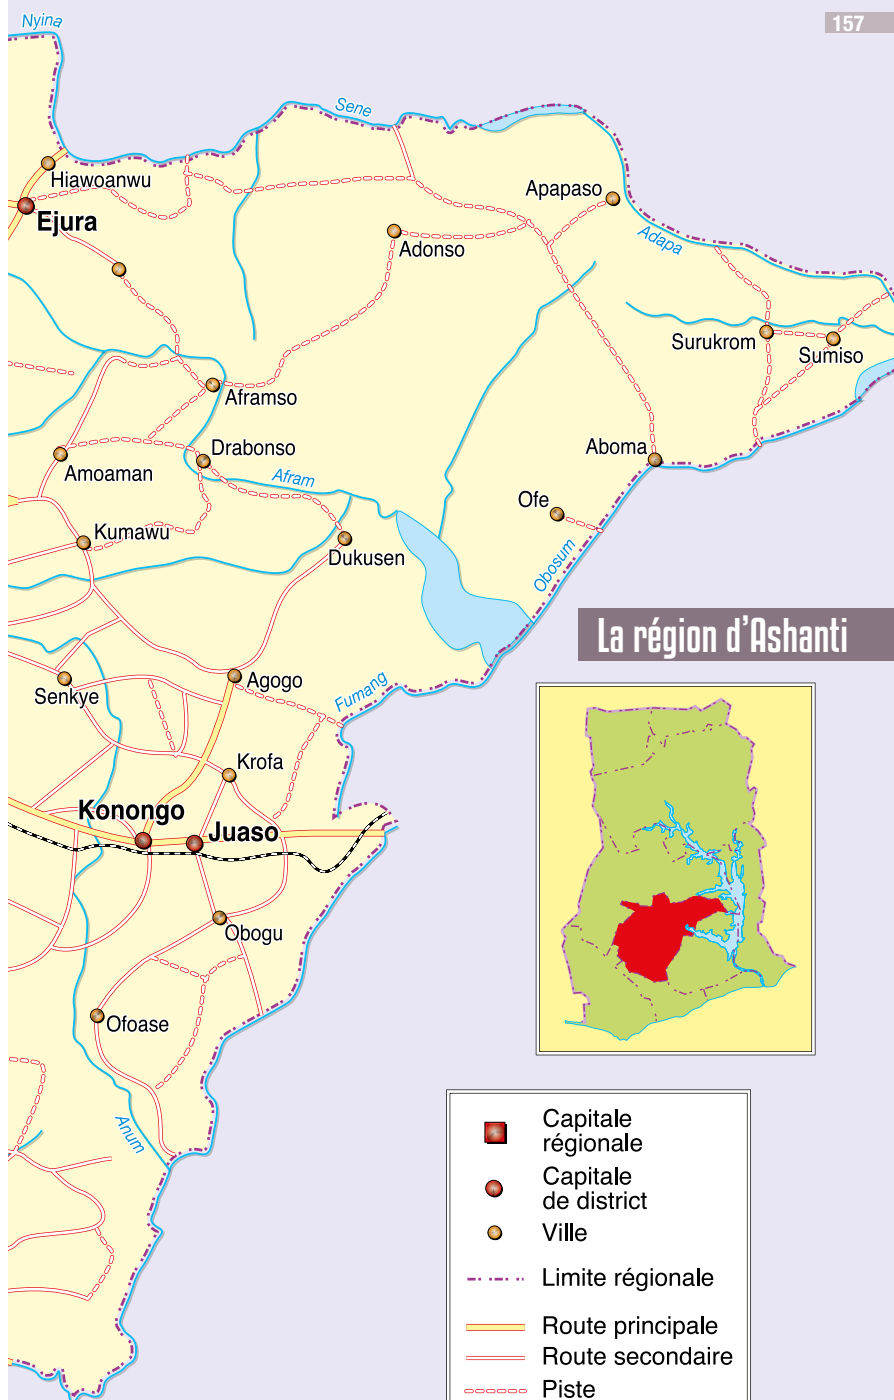 157
Nyina
Sene
Hiawoanwu
Apapaso
Ejura
Adonso
Adapa
Surukrom
Sumiso
Aframso
Drabonso
Aboma
Amoaman
Afram
Ofe
Kumawu
Dukusen
Obosum
La région d'Ashanti
Agogo
Senkye
Fumang
Krofa
Konongo
Juaso
Obogu
Ofoase
Anum
Capitale
régionale
Capitale
de district
Ville
Limite régionale
Route principale
Route secondaire
Piste